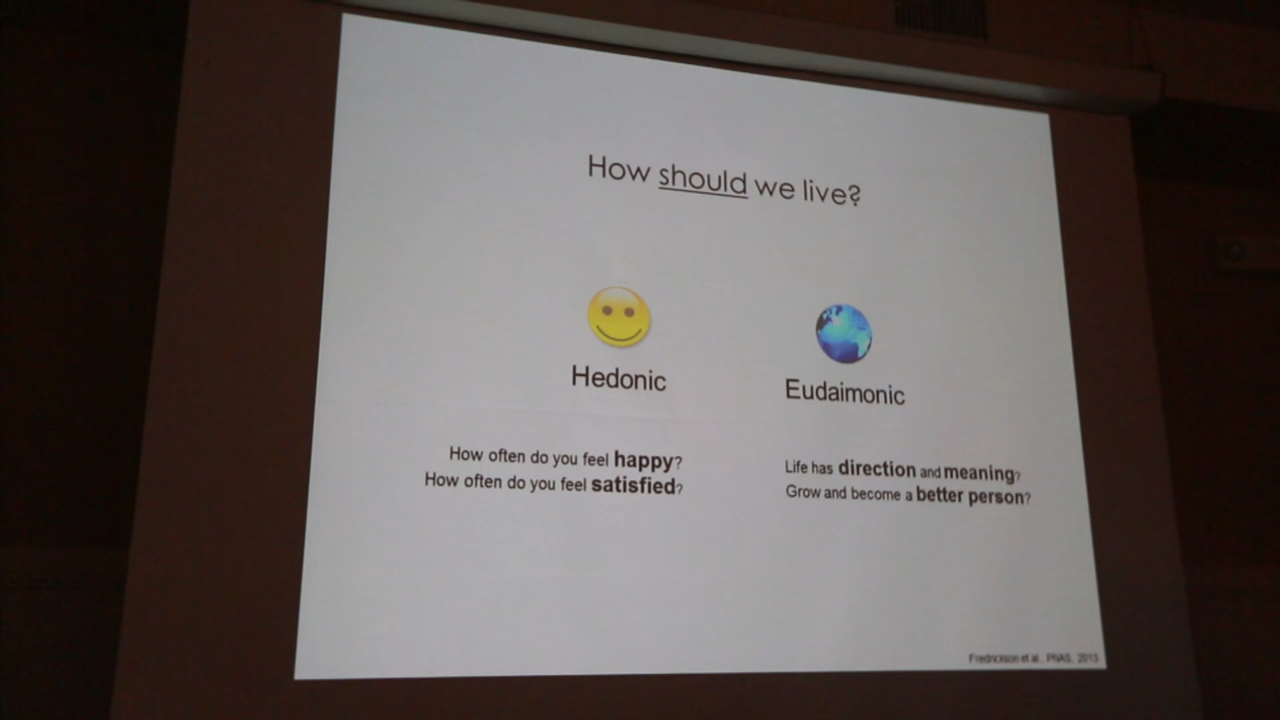 How should we live?
Hedonic
Eudaimonic
How often do you feel happy?
How often do you feel satisfied?
Life has direction and meaning?
Grow and become a better person?
Fredrickson et al., PNAS, 2013